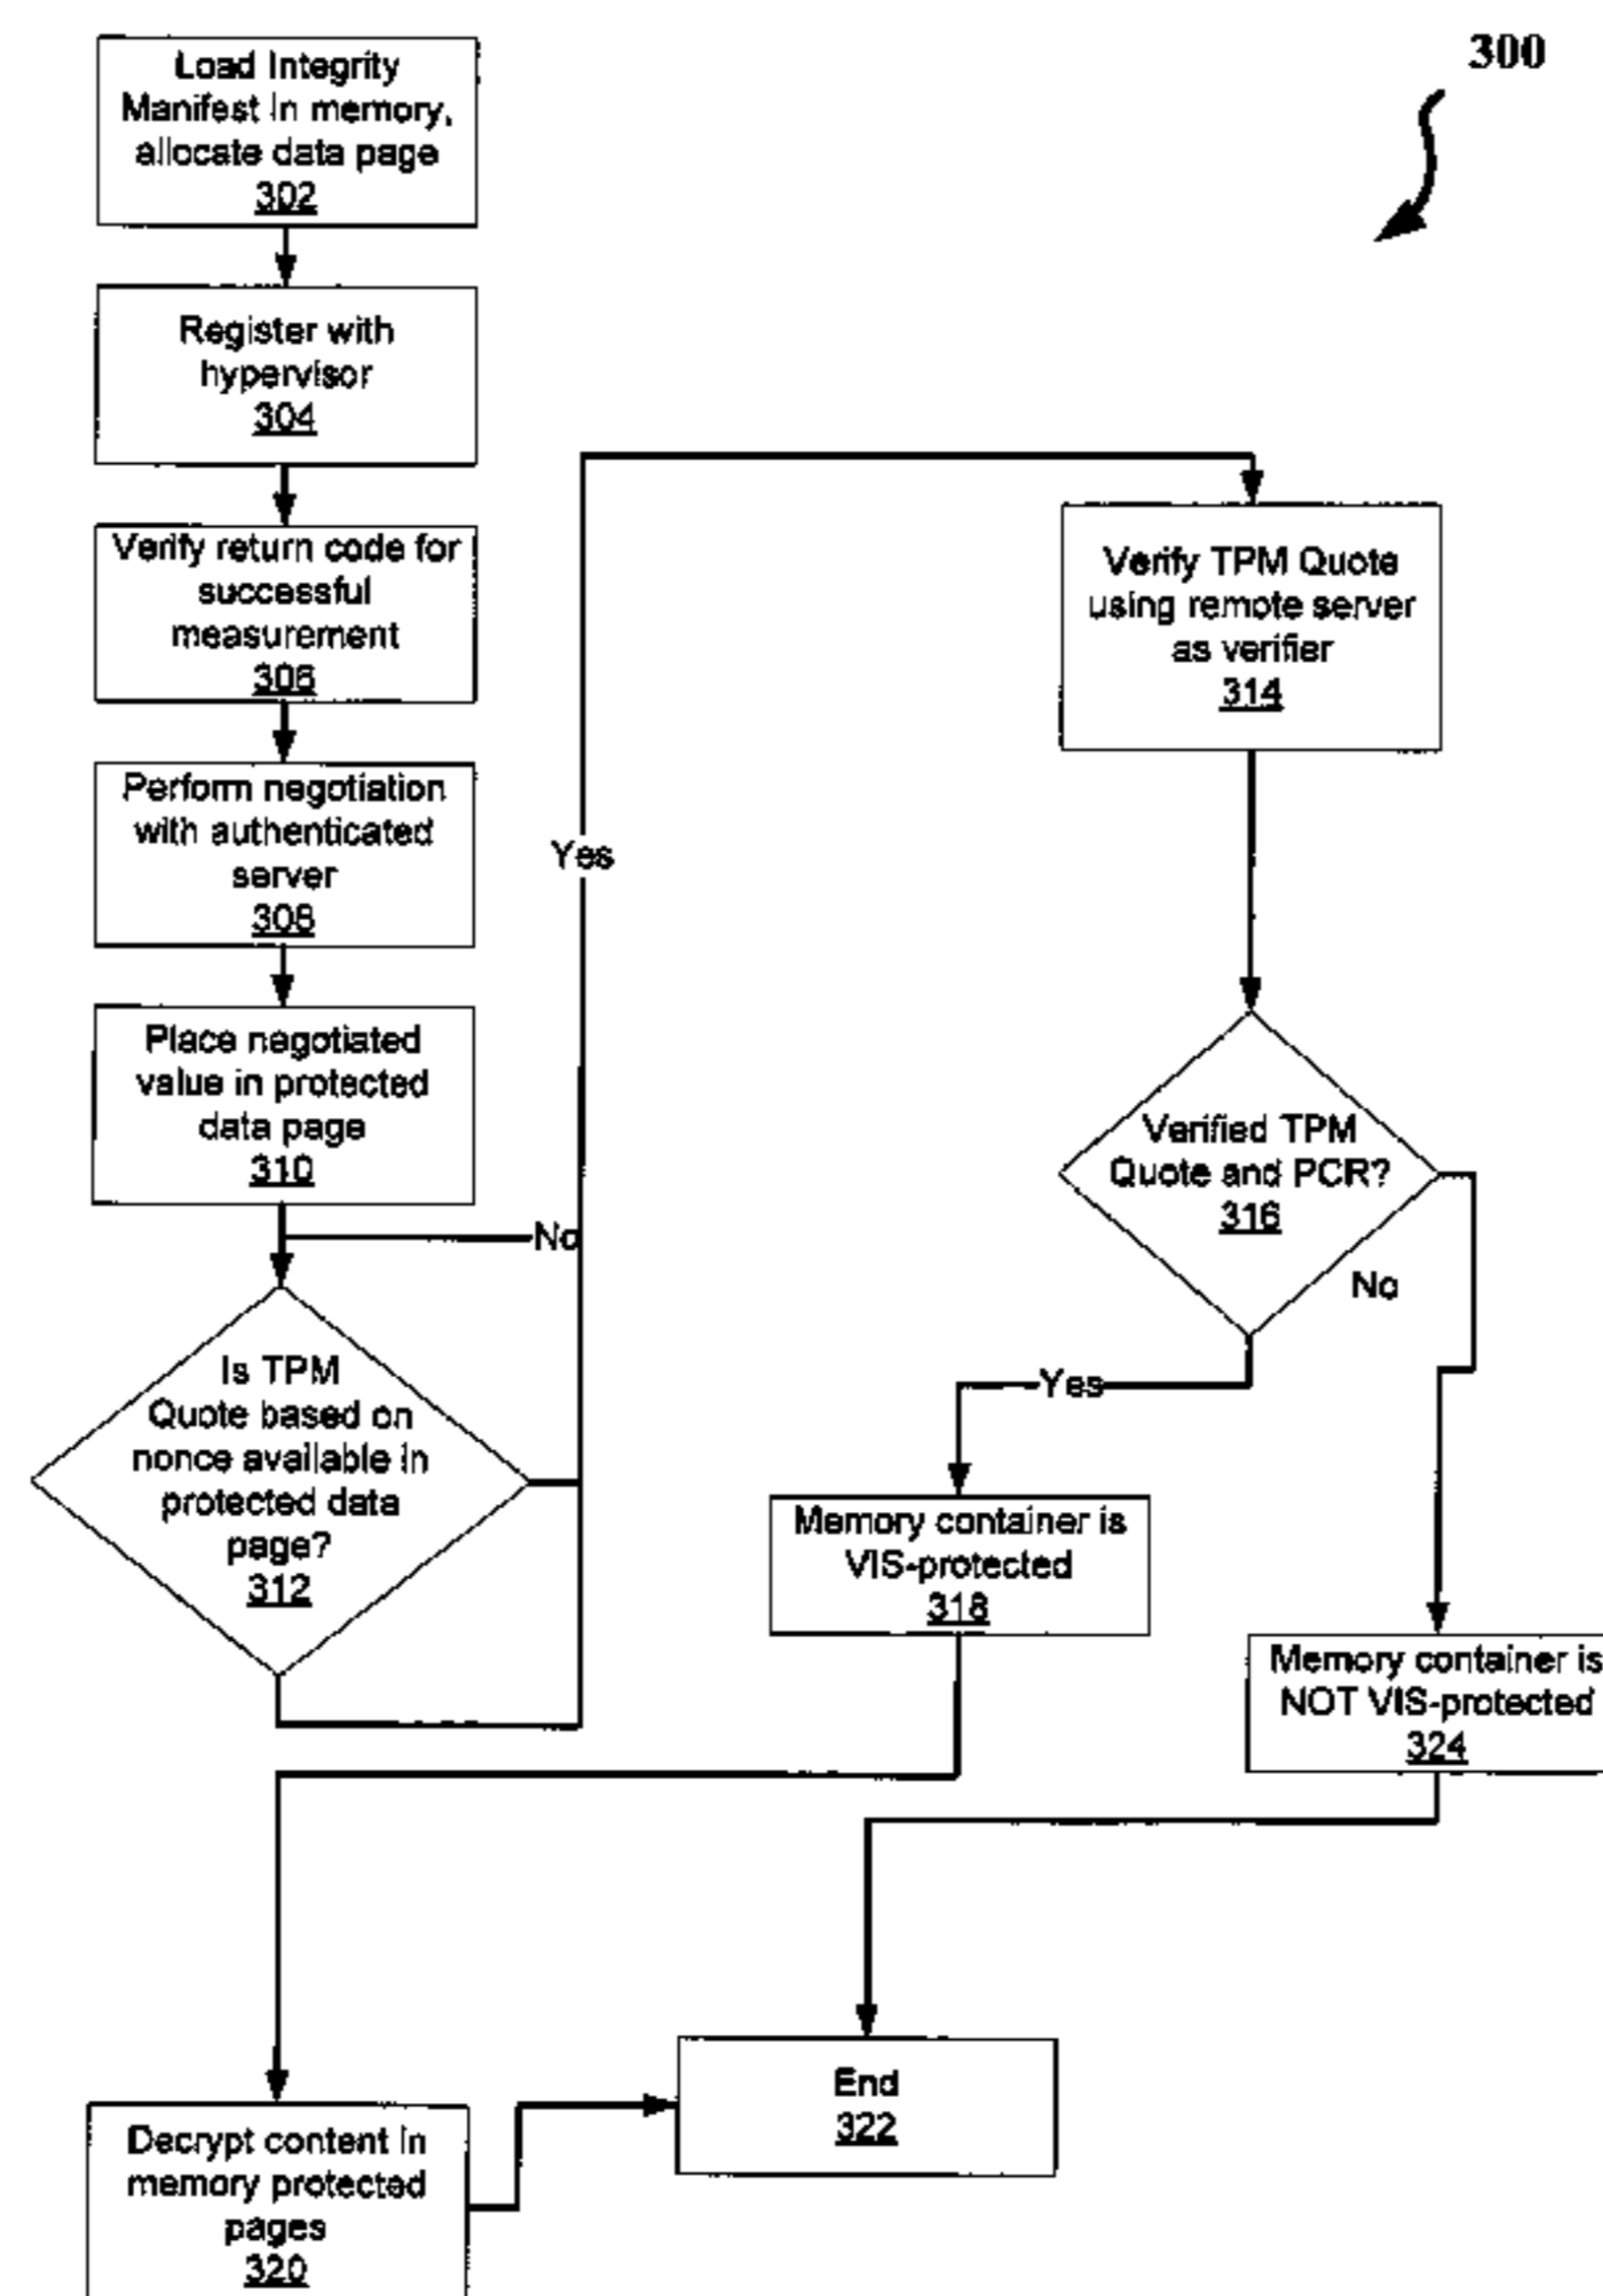 300
Load Integrity
Manifest in memory,
allocate data page
302
Register with
hypervisor
304
Verify return code for
successful
measurement
306
Perform negotiation
with authenticated
server
308
Place negotiated
value in protected
data page
310
No
Is TPM
Quote based on
nonce available in
protected data
page?
312
Yes
Verify TPM Quote
using remote server
as verifier
314
Verified TPM
Quote and PCR?
316
No
Yes
Memory container is
VIS-protected
318
Memory container is
NOT VIS-protected
324
Decrypt content in
memory protected
pages
320
End
322